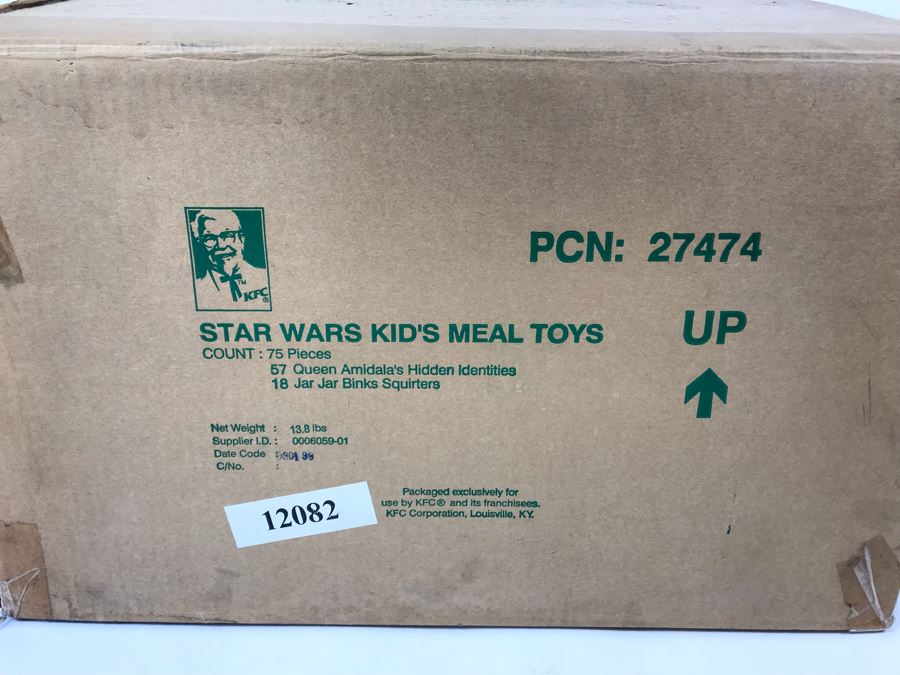 TM
KFC®
PCN: 27474
STAR WARS KID'S MEAL TOYS
UP
COUNT : 75 Pieces
57 Queen Amidala's Hidden Identities
18 Jar Jar Binks Squirters
Net Weight : 13.8 lbs
Supplier I.D. : 0006059-01
Date Code :
C/No. :
12082
Packaged exclusively for
use by KFC® and its franchisees.
KFC Corporation, Louisville, KY.